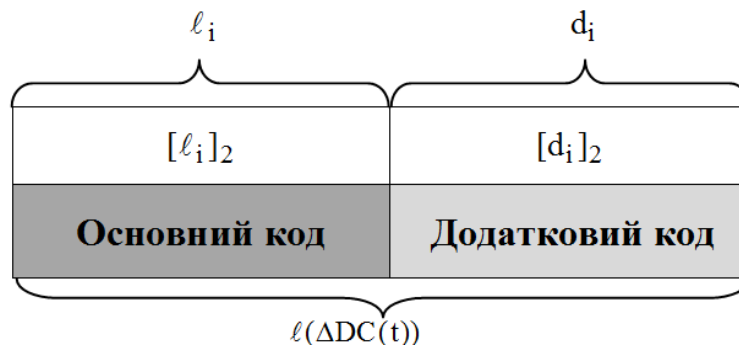 ℓi di
[ℓi]2 [di]2
Основний код Додатковий код
ℓ(ΔDC(t))